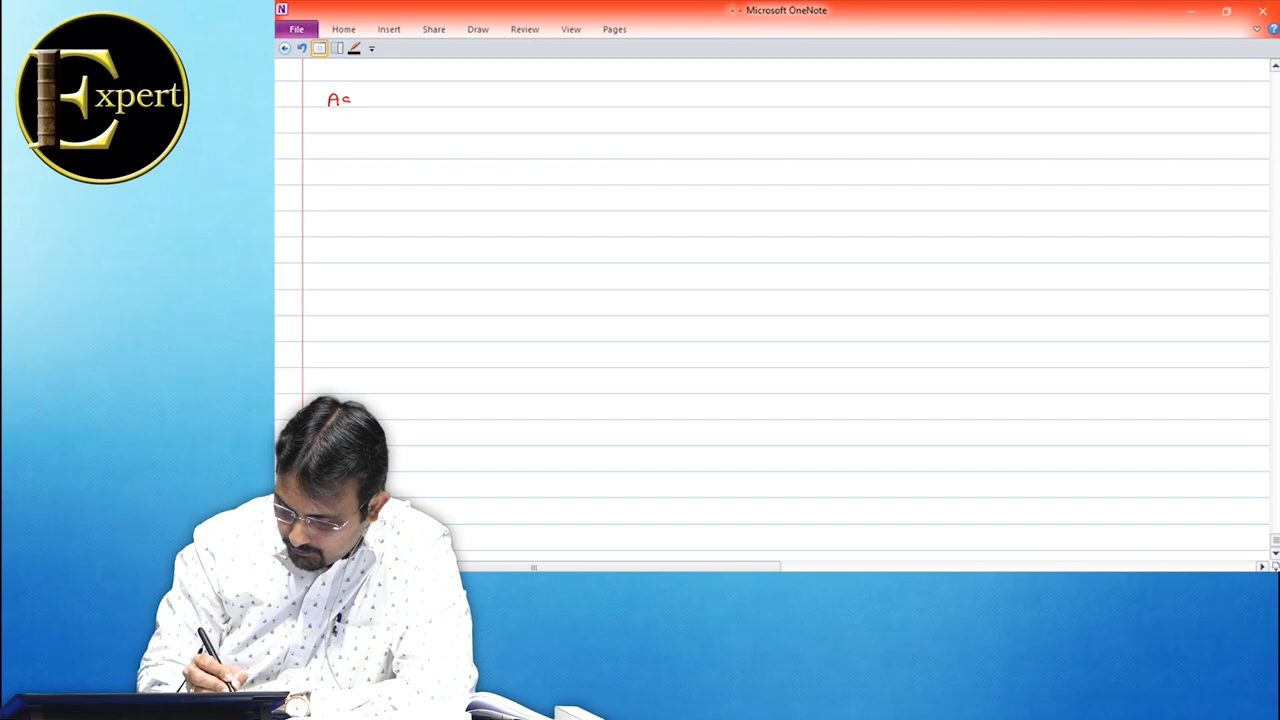 Expert
- - Microsoft OneNote
File Home Insert Share Draw Review View Pages
As